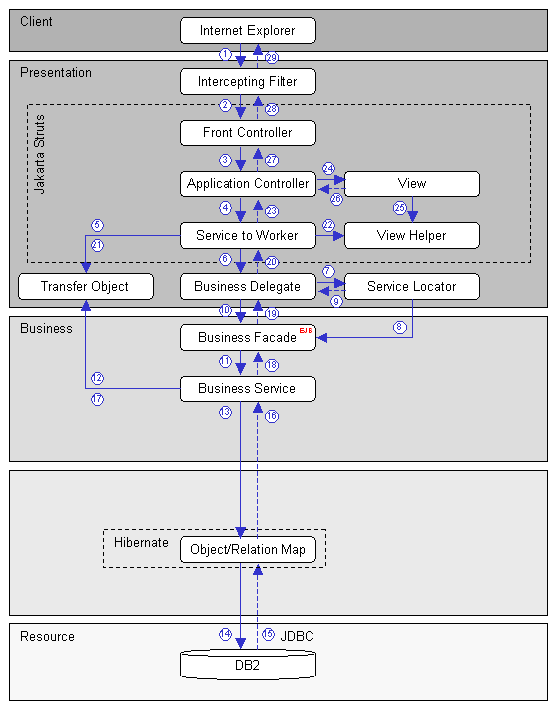 Client
Internet Explorer
1
29
Presentation
Intercepting Filter
2
28
Jakarta Struts
Front Controller
3
27
24
Application Controller
View
26
4
23
25
5
22
Service to Worker
View Helper
21
6
20
7
Transfer Object
Business Delegate
Service Locator
9
10
19
Business
8
Business Facade
EJB
11
18
12
Business Service
17
13
16
Hibernate
Object/Relation Map
Resource
14
15
JDBC
DB2